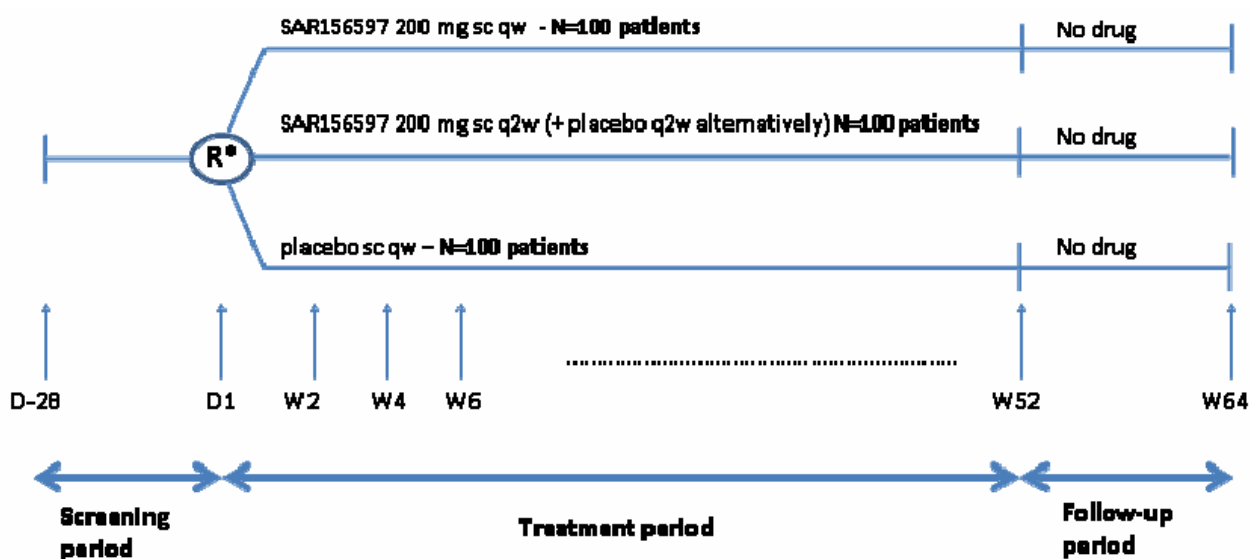 SAR156597 200 mg sc qw - N=100 patients
No drug
SAR156597 200 mg sc q2w (+ placebo q2w alternatively) N=100 patients
No drug
R*
placebo sc qw – N=100 patients
No drug
D-28 D1 W2 W4 W6 W52 W64
Screening
period
Treatment period
Follow-up
period